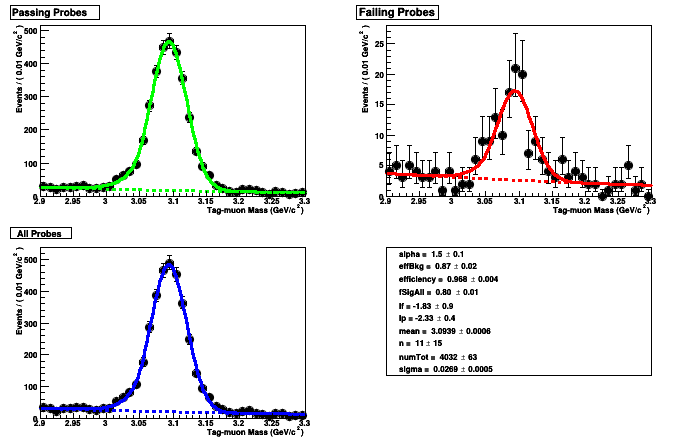 Passing Probes
Events / ( 0.01 GeV/c² )
500
400
300
200
100
0
2.9 2.95 3 3.05 3.1 3.15 3.2 3.25 3.3
Tag-muon Mass (GeV/c²)
Failing Probes
Events / ( 0.01 GeV/c² )
25
20
15
10
5
0
2.9 2.95 3 3.05 3.1 3.15 3.2 3.25 3.3
Tag-muon Mass (GeV/c²)
All Probes
Events / ( 0.01 GeV/c² )
500
400
300
200
100
0
2.9 2.95 3 3.05 3.1 3.15 3.2 3.25 3.3
Tag-muon Mass (GeV/c²)
alpha = 1.5 ± 0.1
effBkg = 0.87 ± 0.02
efficiency = 0.968 ± 0.004
fSigAll = 0.80 ± 0.01
lf = -1.83 ± 0.9
lp = -2.33 ± 0.4
mean = 3.0939 ± 0.0006
n = 11 ± 15
numTot = 4032 ± 63
sigma = 0.0269 ± 0.0005